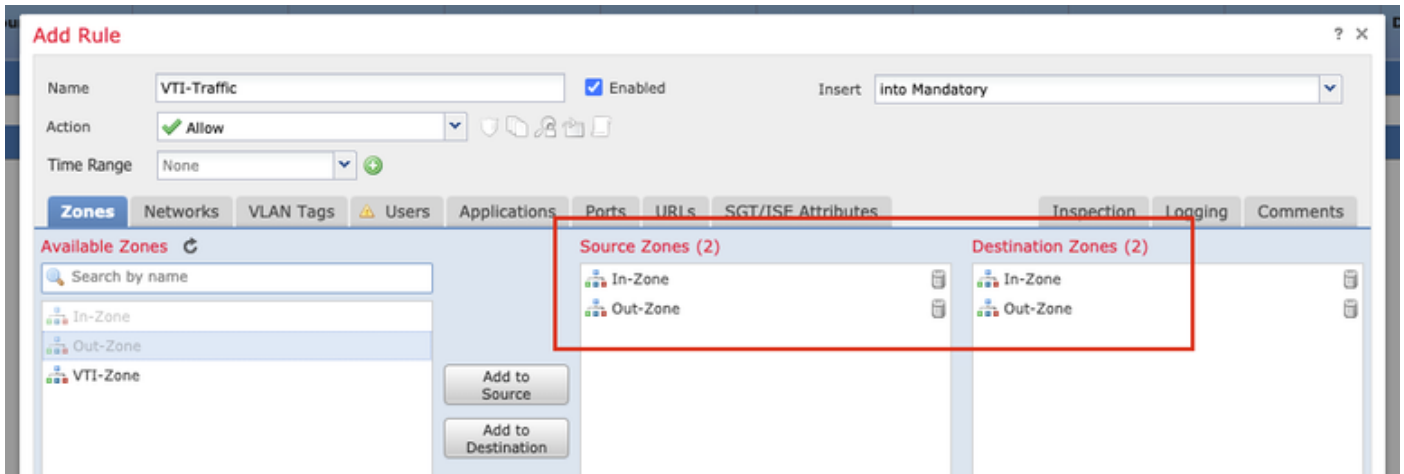 Add Rule
? ×
Name VTI-Traffic Enabled Insert into Mandatory
Action Allow
Time Range None
Zones Networks VLAN Tags Users Applications Ports URLs SGT/ISE Attributes Inspection Logging Comments
Available Zones Source Zones (2) Destination Zones (2)
Search by name In-Zone In-Zone
In-Zone Out-Zone Out-Zone
Out-Zone
VTI-Zone
Add to
Source
Add to
Destination